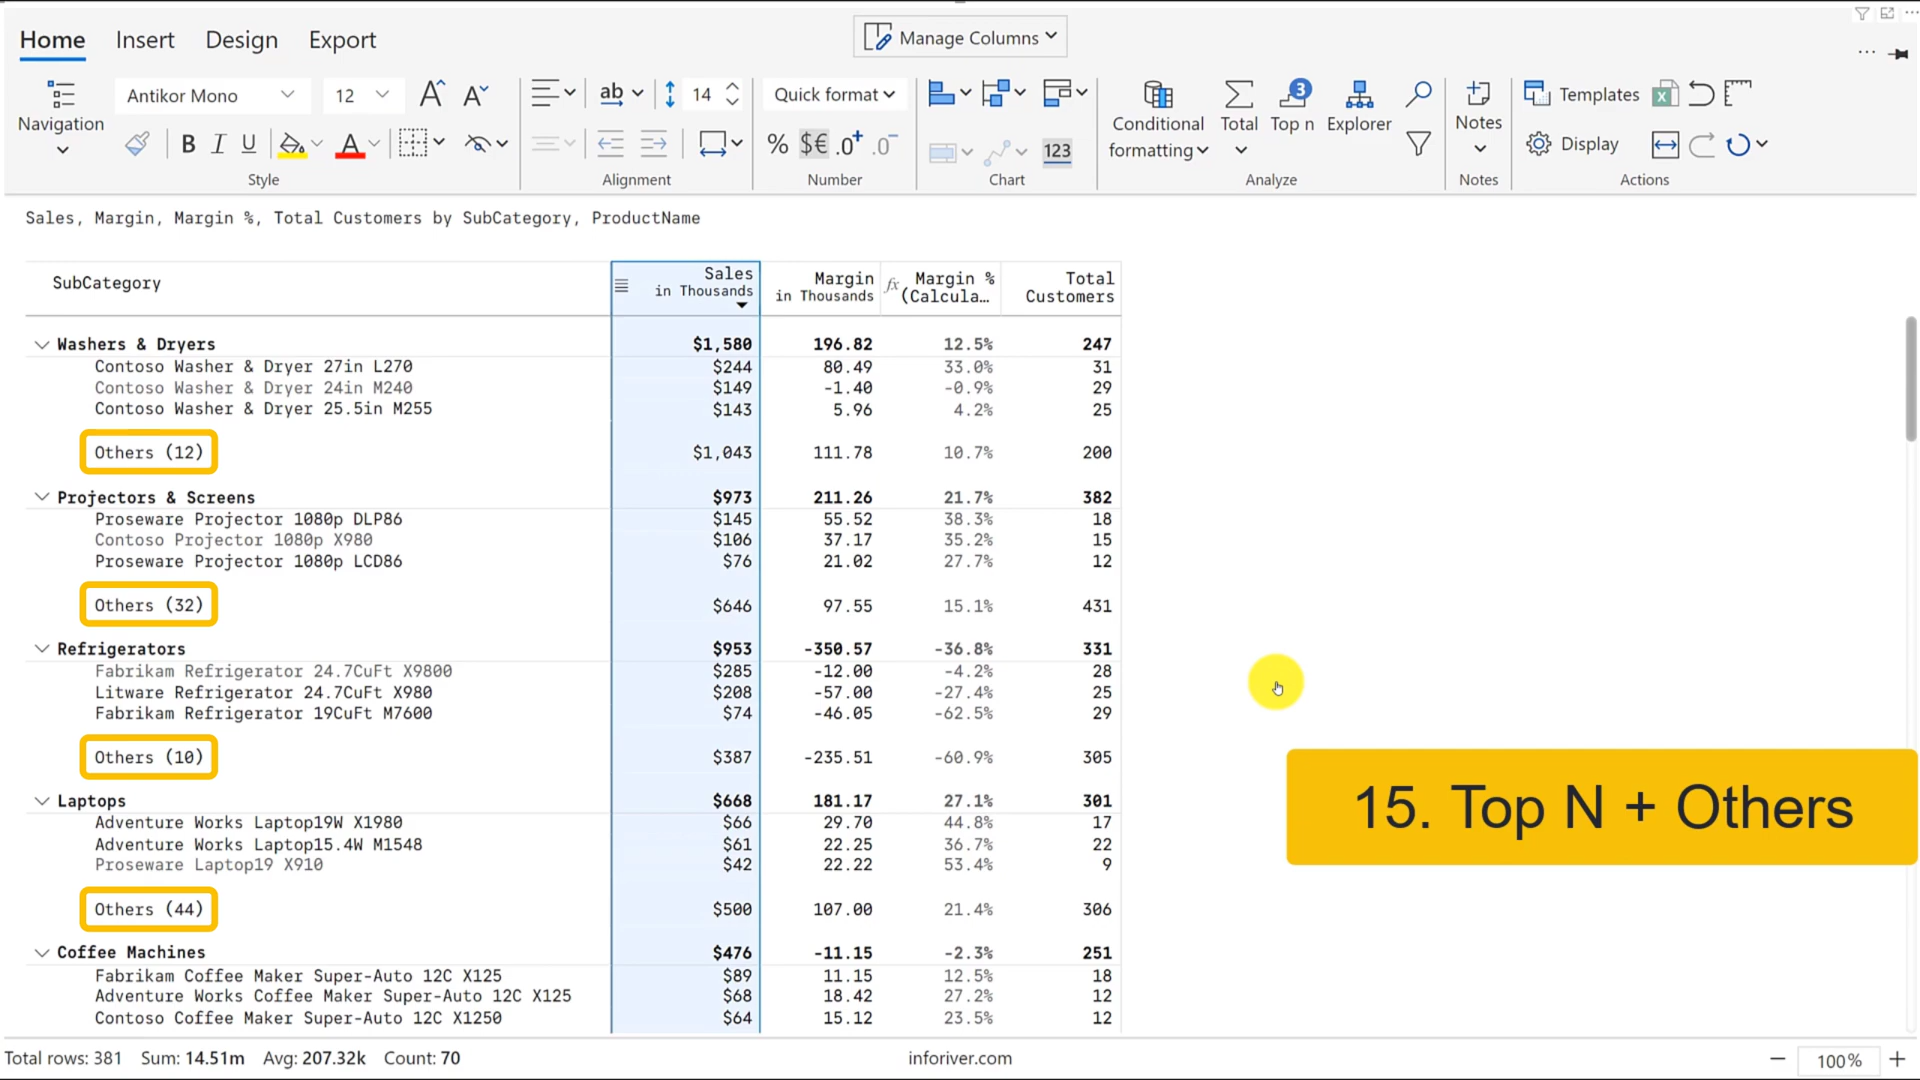 Home Insert Design Export Manage Columns
Antikor Mono 12 ab 14 Quick format 3 Templates
Navigation Conditional formatting Total Top n Explorer Notes
B I U A % $€ .0+ .0- 123 Display
Style Alignment Number Chart Analyze Notes Actions
Sales, Margin, Margin %, Total Customers by SubCategory, ProductName
SubCategory Sales in Thousands Margin in Thousands fx Margin % (Calcula... Total Customers
Washers & Dryers $1,580 196.82 12.5% 247
Contoso Washer & Dryer 27in L270 $244 80.49 33.0% 31
Contoso Washer & Dryer 24in M240 $149 -1.40 -0.9% 29
Contoso Washer & Dryer 25.5in M255 $143 5.96 4.2% 25
Others (12) $1,043 111.78 10.7% 200
Projectors & Screens $973 211.26 21.7% 382
Proseware Projector 1080p DLP86 $145 55.52 38.3% 18
Contoso Projector 1080p X980 $106 37.17 35.2% 15
Proseware Projector 1080p LCD86 $76 21.02 27.7% 12
Others (32) $646 97.55 15.1% 431
Refrigerators $953 -350.57 -36.8% 331
Fabrikam Refrigerator 24.7CuFt X9800 $285 -12.00 -4.2% 28
Litware Refrigerator 24.7CuFt X980 $208 -57.00 -27.4% 25
Fabrikam Refrigerator 19CuFt M7600 $74 -46.05 -62.5% 29
Others (10) $387 -235.51 -60.9% 305
15. Top N + Others
Laptops $668 181.17 27.1% 301
Adventure Works Laptop19W X1980 $66 29.70 44.8% 17
Adventure Works Laptop15.4W M1548 $61 22.25 36.7% 22
Proseware Laptop19 X910 $42 22.22 53.4% 9
Others (44) $500 107.00 21.4% 306
Coffee Machines $476 -11.15 -2.3% 251
Fabrikam Coffee Maker Super-Auto 12C X125 $89 11.15 12.5% 18
Adventure Works Coffee Maker Super-Auto 12C X125 $68 18.42 27.2% 12
Contoso Coffee Maker Super-Auto 12C X1250 $64 15.12 23.5% 12
Total rows: 381 Sum: 14.51m Avg: 207.32k Count: 70 inforiver.com 100%